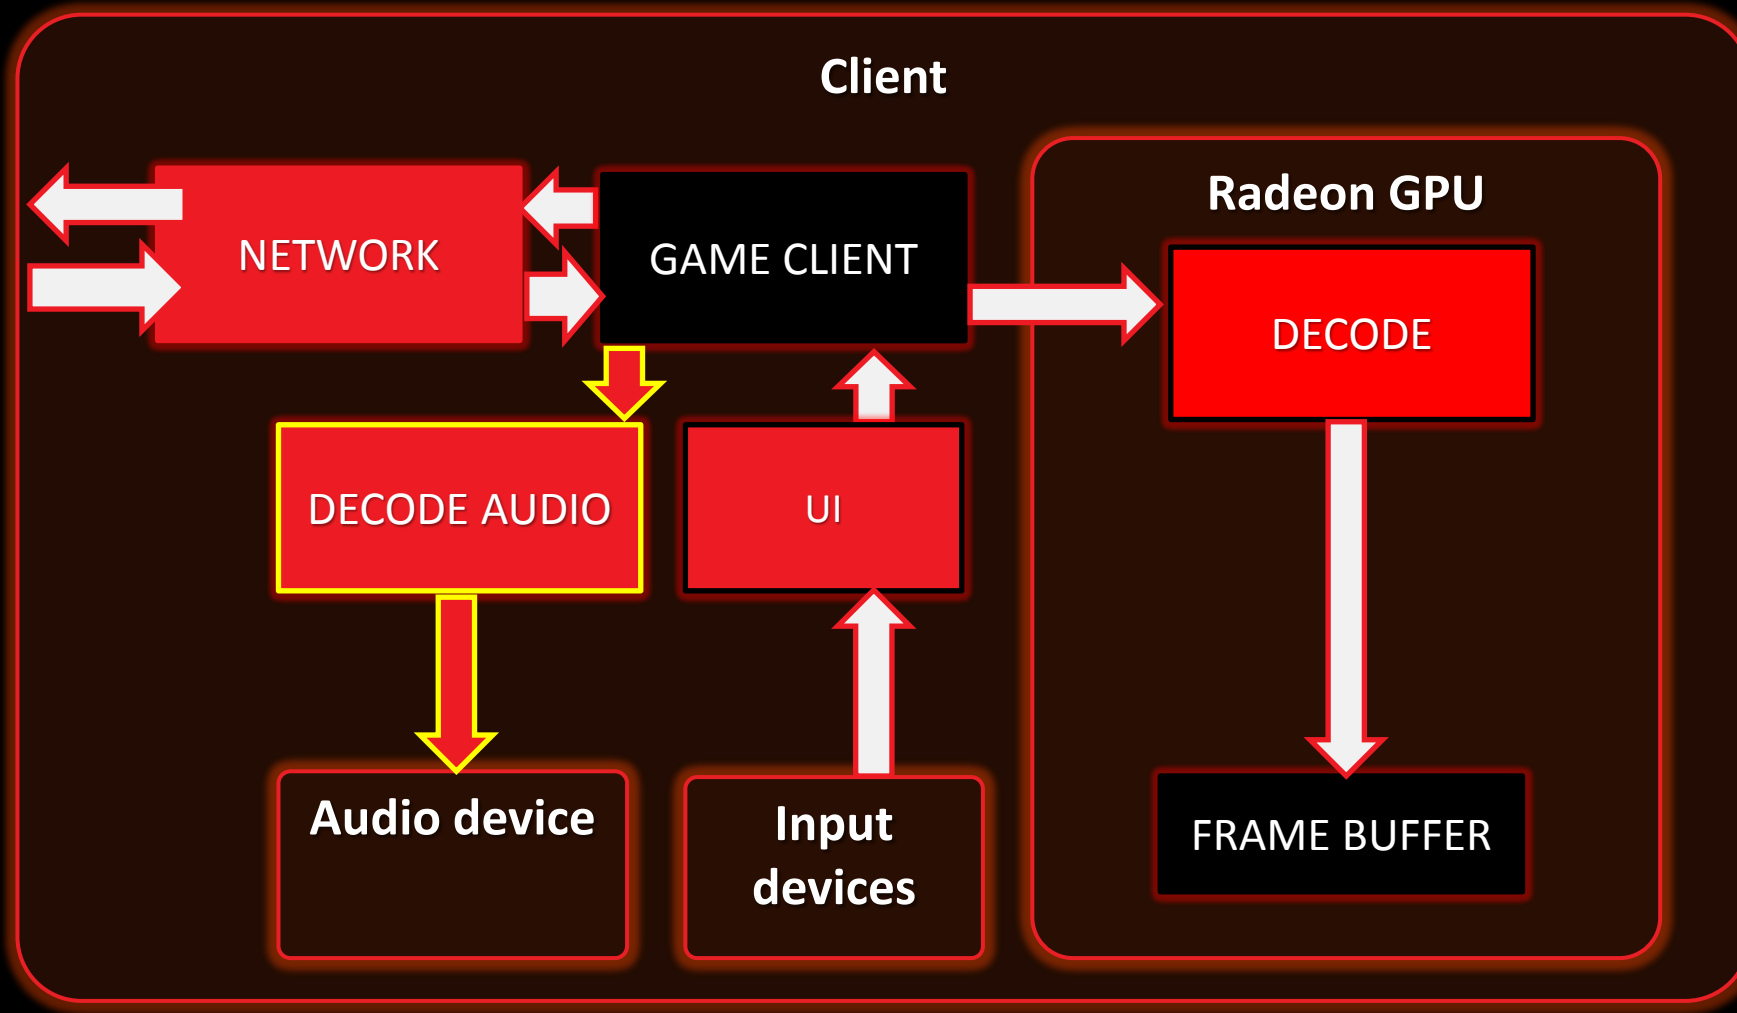 Client
NETWORK
GAME CLIENT
Radeon GPU
DECODE
DECODE AUDIO
UI
Audio device
Input
devices
FRAME BUFFER